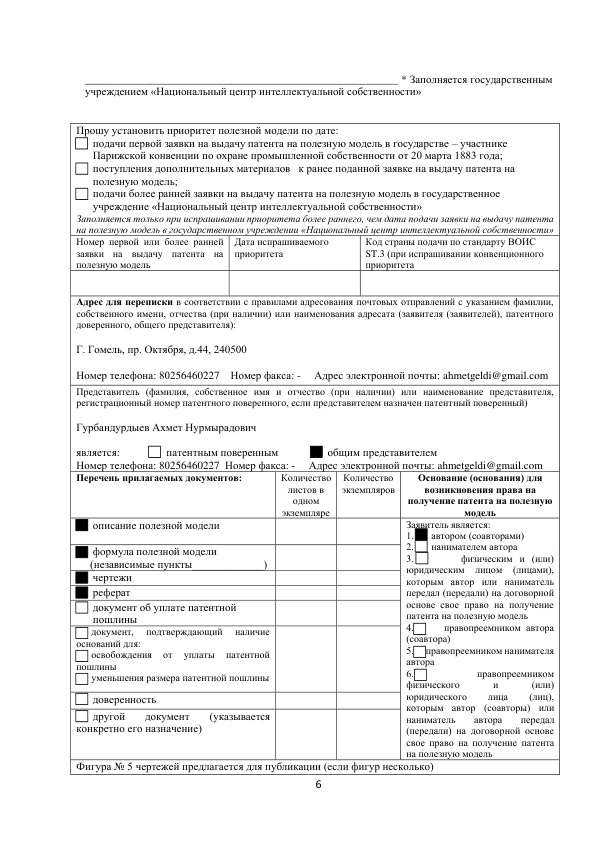 ____________________________________________________________ * Заполняется государственным
учреждением «Национальный центр интеллектуальной собственности»
Прошу установить приоритет полезной модели по дате:
подачи первой заявки на выдачу патента на полезную модель в государстве – участнике
Парижской конвенции по охране промышленной собственности от 20 марта 1883 года;
поступления дополнительных материалов к ранее поданной заявке на выдачу патента на
полезную модель;
подачи более ранней заявки на выдачу патента на полезную модель в государственное
учреждение «Национальный центр интеллектуальной собственности»
Заполняется только при испрашивании приоритета более раннего, чем дата подачи заявки на выдачу патента
на полезную модель в государственном учреждении «Национальный центр интеллектуальной собственности»
Номер первой или более ранней
заявки на выдачу патента на
полезную модель
Дата испрашиваемого
приоритета
Код страны подачи по стандарту ВОИС
ST.3 (при испрашивании конвенционного
приоритета
Адрес для переписки в соответствии с правилами адресования почтовых отправлений с указанием фамилии,
собственного имени, отчества (при наличии) или наименования адресата (заявителя (заявителей), патентного
доверенного, общего представителя):
Г. Гомель, пр. Октября, д.44, 240500
Номер телефона: 80256460227 Номер факса: - Адрес электронной почты: ahmetgeldi@gmail.com
Представитель (фамилия, собственное имя и отчество (при наличии) или наименование представителя,
регистрационный номер патентного поверенного, если представителем назначен патентный поверенный)
Гурбандурдыев Ахмет Нурмырадович
является: патентным поверенным общим представителем
Номер телефона: 80256460227 Номер факса: - Адрес электронной почты: ahmetgeldi@gmail.com
Перечень прилагаемых документов:
Количество
листов в
одном
экземпляре
Количество
экземпляров
Основание (основания) для
возникновения права на
получение патента на полезную
модель
описание полезной модели
формула полезной модели
(независимые пункты )
чертежи
реферат
документ об уплате патентной
пошлины
документ, подтверждающий наличие
оснований для:
освобождения от уплаты патентной
пошлины
уменьшения размера патентной пошлины
доверенность
другой документ (указывается
конкретно его назначение)
Заявитель является:
1. автором (соавторами)
2. нанимателем автора
3. физическим и (или)
юридическим лицом (лицами),
которым автор или наниматель
передал (передали) на договорной
основе свое право на получение
патента на полезную модель
4. правопреемником автора
(соавтора)
5. правопреемником нанимателя
автора
6. правопреемником
физического и (или)
юридического лица (лиц),
которым автор (соавторы) или
наниматель автора передал
(передали) на договорной основе
свое право на получение патента
на полезную модель
Фигура № 5 чертежей предлагается для публикации (если фигур несколько)
6